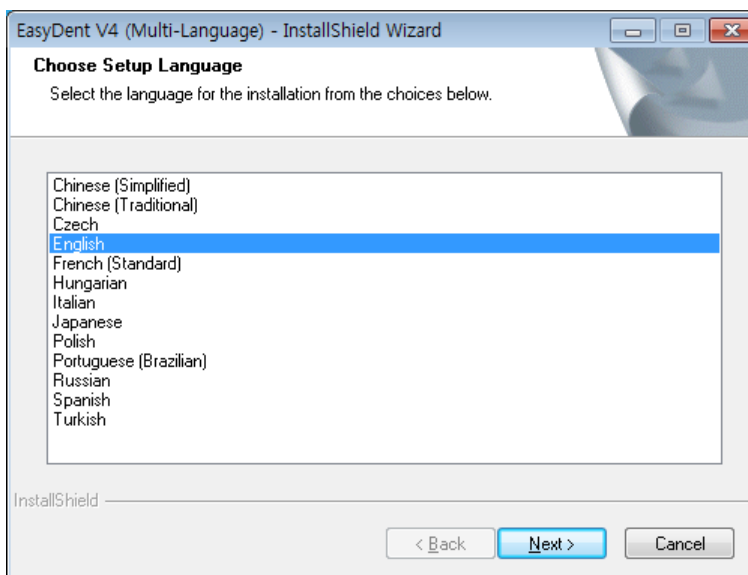 EasyDent V4 (Multi-Language) - InstallShield Wizard
Choose Setup Language
Select the language for the installation from the choices below.
Chinese (Simplified)
Chinese (Traditional)
Czech
English
French (Standard)
Hungarian
Italian
Japanese
Polish
Portuguese (Brazilian)
Russian
Spanish
Turkish
InstallShield
< Back
Next >
Cancel